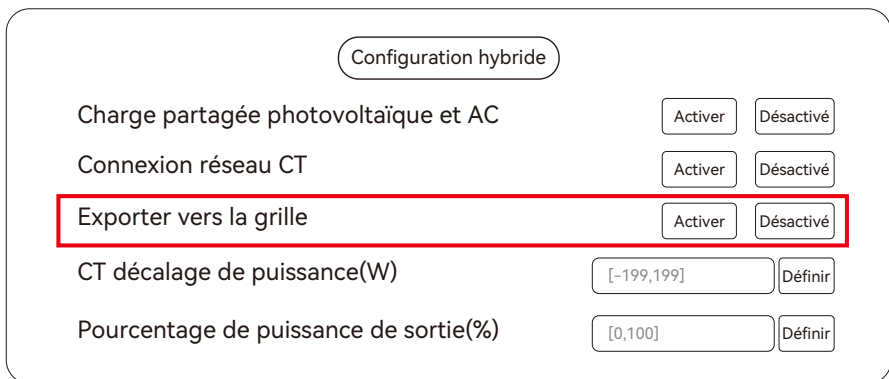 Configuration hybride
Charge partagée photovoltaïque et AC Activer Désactivé
Connexion réseau CT Activer Désactivé
Exporter vers la grille Activer Désactivé
CT décalage de puissance(W) [-199,199] Définir
Pourcentage de puissance de sortie(%) [0,100] Définir